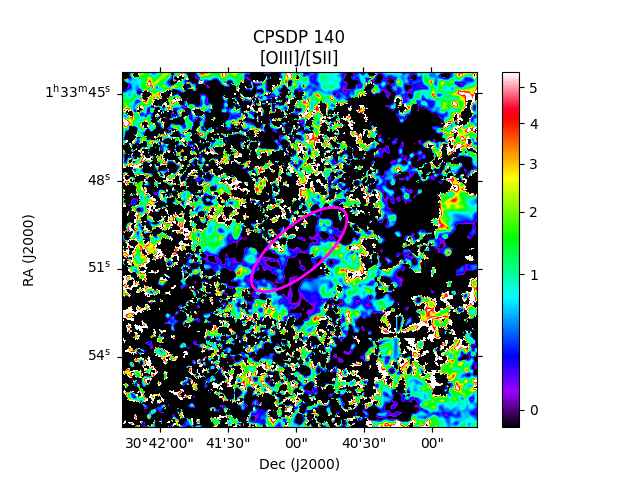 CPSDP 140
[OIII]/[SII]
1ʰ33ᵐ45ˢ
48ˢ
51ˢ
54ˢ
RA (J2000)
30°42'00" 41'30" 00" 40'30" 00"
Dec (J2000)
5
4
3
2
1
0